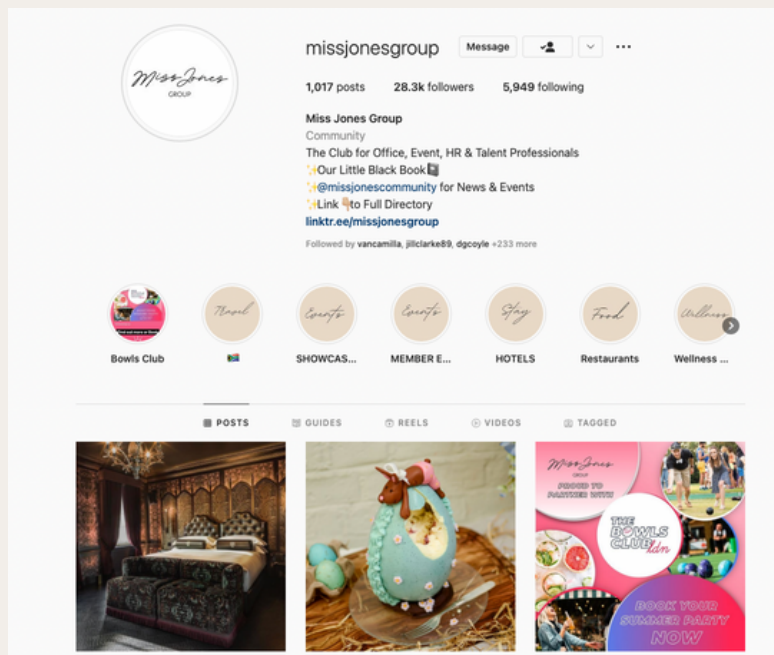 Miss Jones
GROUP
missjonesgroup
Message
1,017 posts 28.3k followers 5,949 following
Miss Jones Group
Community
The Club for Office, Event, HR & Talent Professionals
✨Our Little Black Book📓
✨@missjonescommunity for News & Events
✨Link 👇🏼to Full Directory
linktr.ee/missjonesgroup
Followed by vancamilla, jillclarke89, dgcoyle +233 more
Travel Events Events Stay Food Wellness
Bowls Club 🇿🇦 SHOWCAS... MEMBER E... HOTELS Restaurants Wellness ...
POSTS GUIDES REELS VIDEOS TAGGED
Miss Jones
GROUP
PROUD TO
PARTNER WITH
THE
BOWLS
CLUB ldn
BOOK YOUR
SUMMER PARTY
NOW